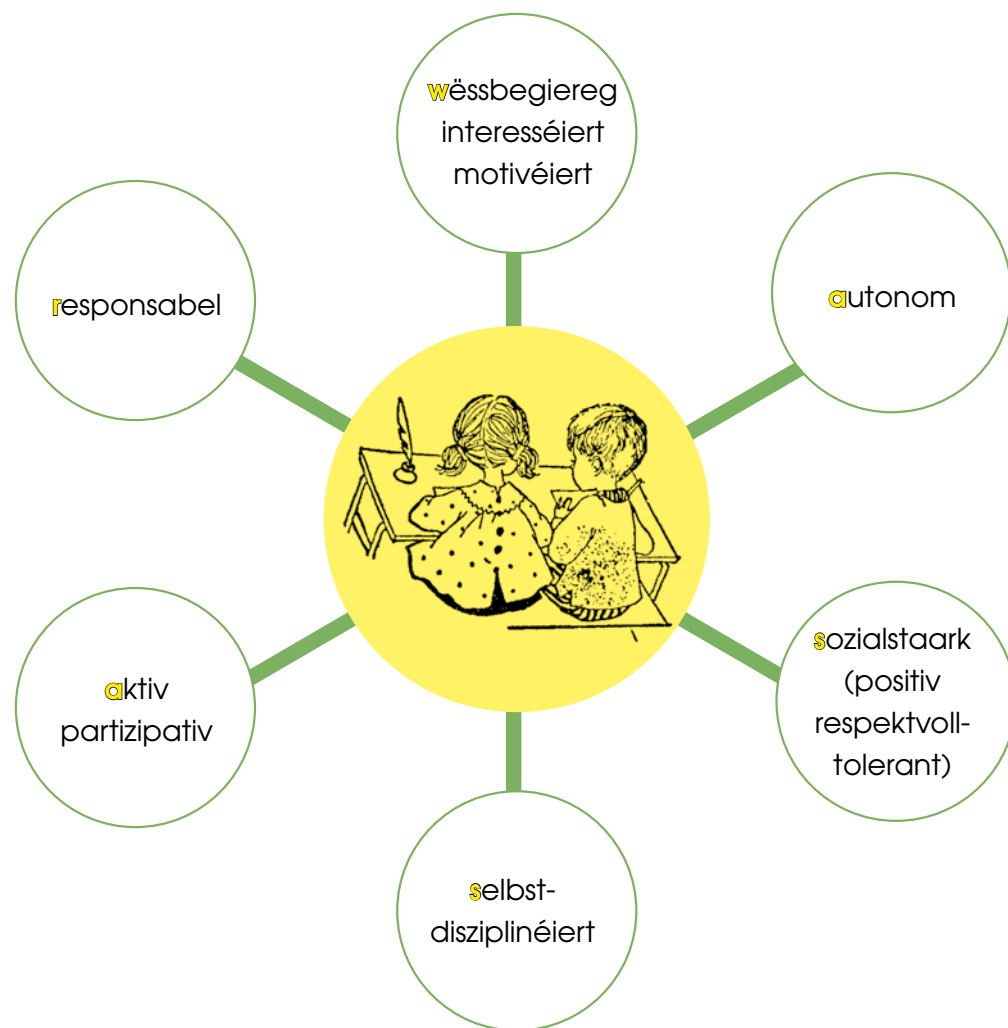 wëssbegiereg
interesséiert
motivéiert
autonom
sozialstaark
(positiv
respektvoll-
tolerant)
selbst-
disziplinéiert
aktiv
partizipativ
responsabel